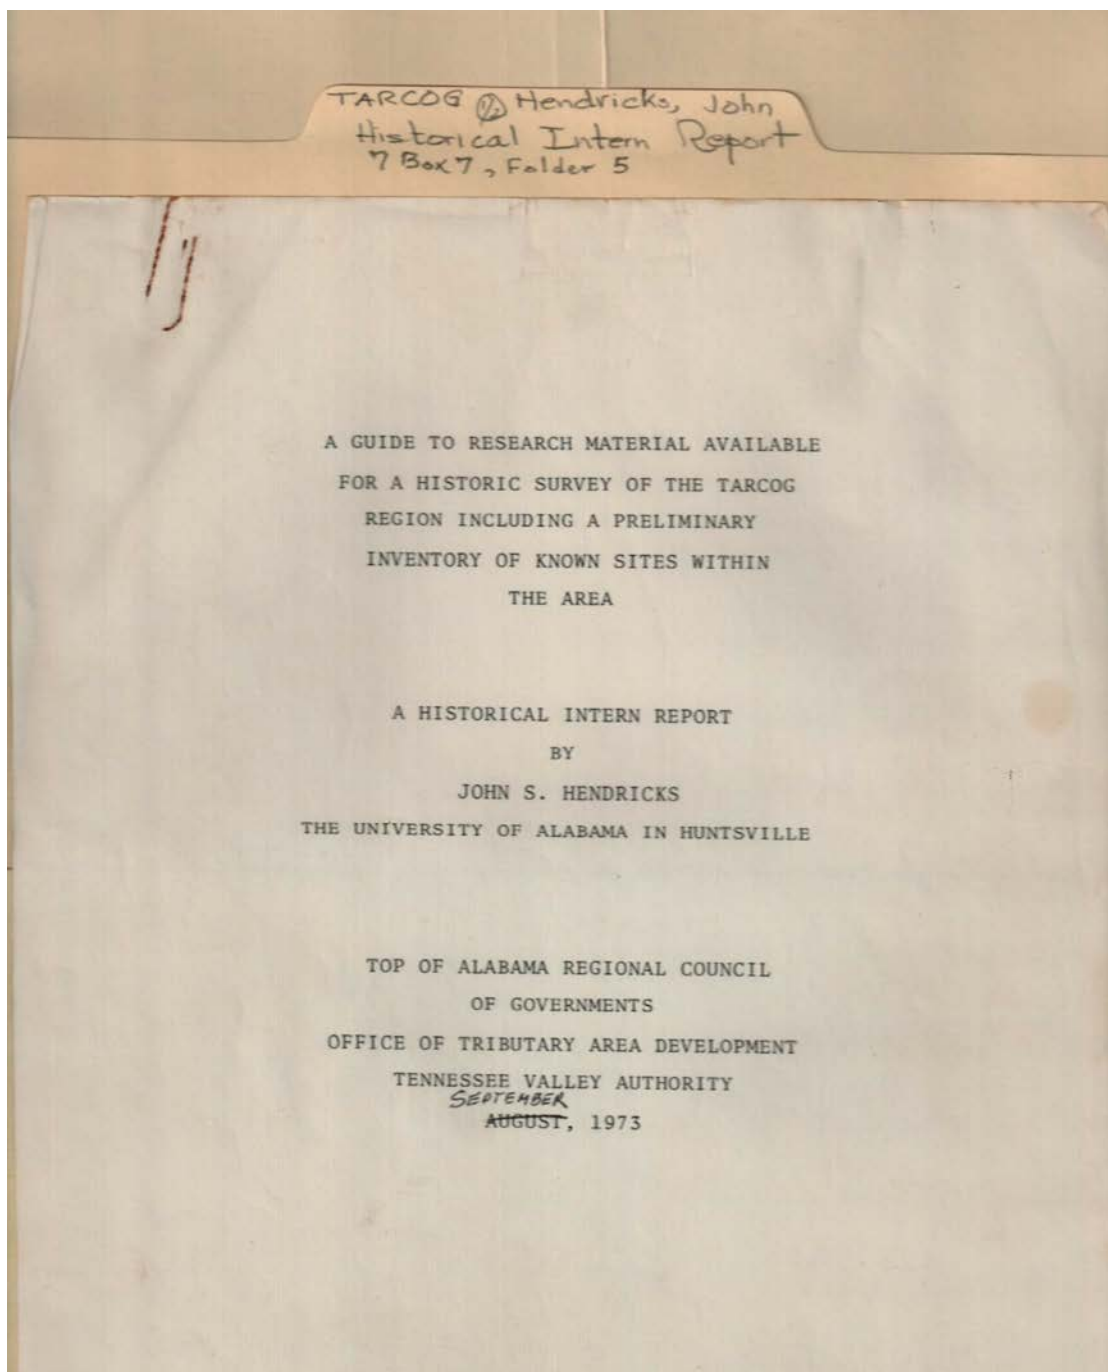 TARCOG 1/2 Hendricks, John
Historical Intern Report
7 Box 7, Folder 5
A GUIDE TO RESEARCH MATERIAL AVAILABLE
FOR A HISTORIC SURVEY OF THE TARCOG
REGION INCLUDING A PRELIMINARY
INVENTORY OF KNOWN SITES WITHIN
THE AREA
A HISTORICAL INTERN REPORT
BY
JOHN S. HENDRICKS
THE UNIVERSITY OF ALABAMA IN HUNTSVILLE
TOP OF ALABAMA REGIONAL COUNCIL
OF GOVERNMENTS
OFFICE OF TRIBUTARY AREA DEVELOPMENT
TENNESSEE VALLEY AUTHORITY
SEPTEMBER
AUGUST, 1973